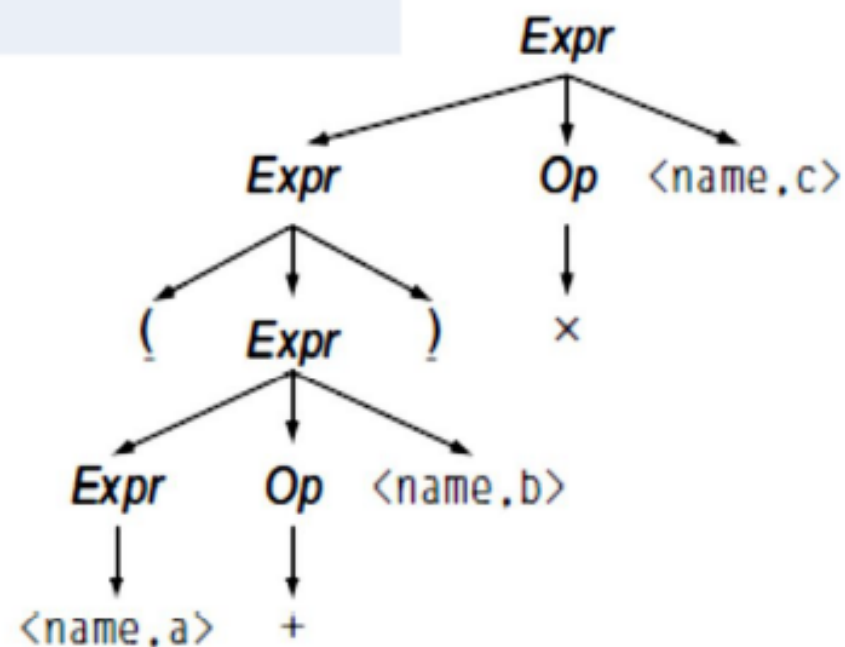 Expr
Expr Op <name,c>
( Expr ) ×
Expr Op <name,b>
<name,a> +